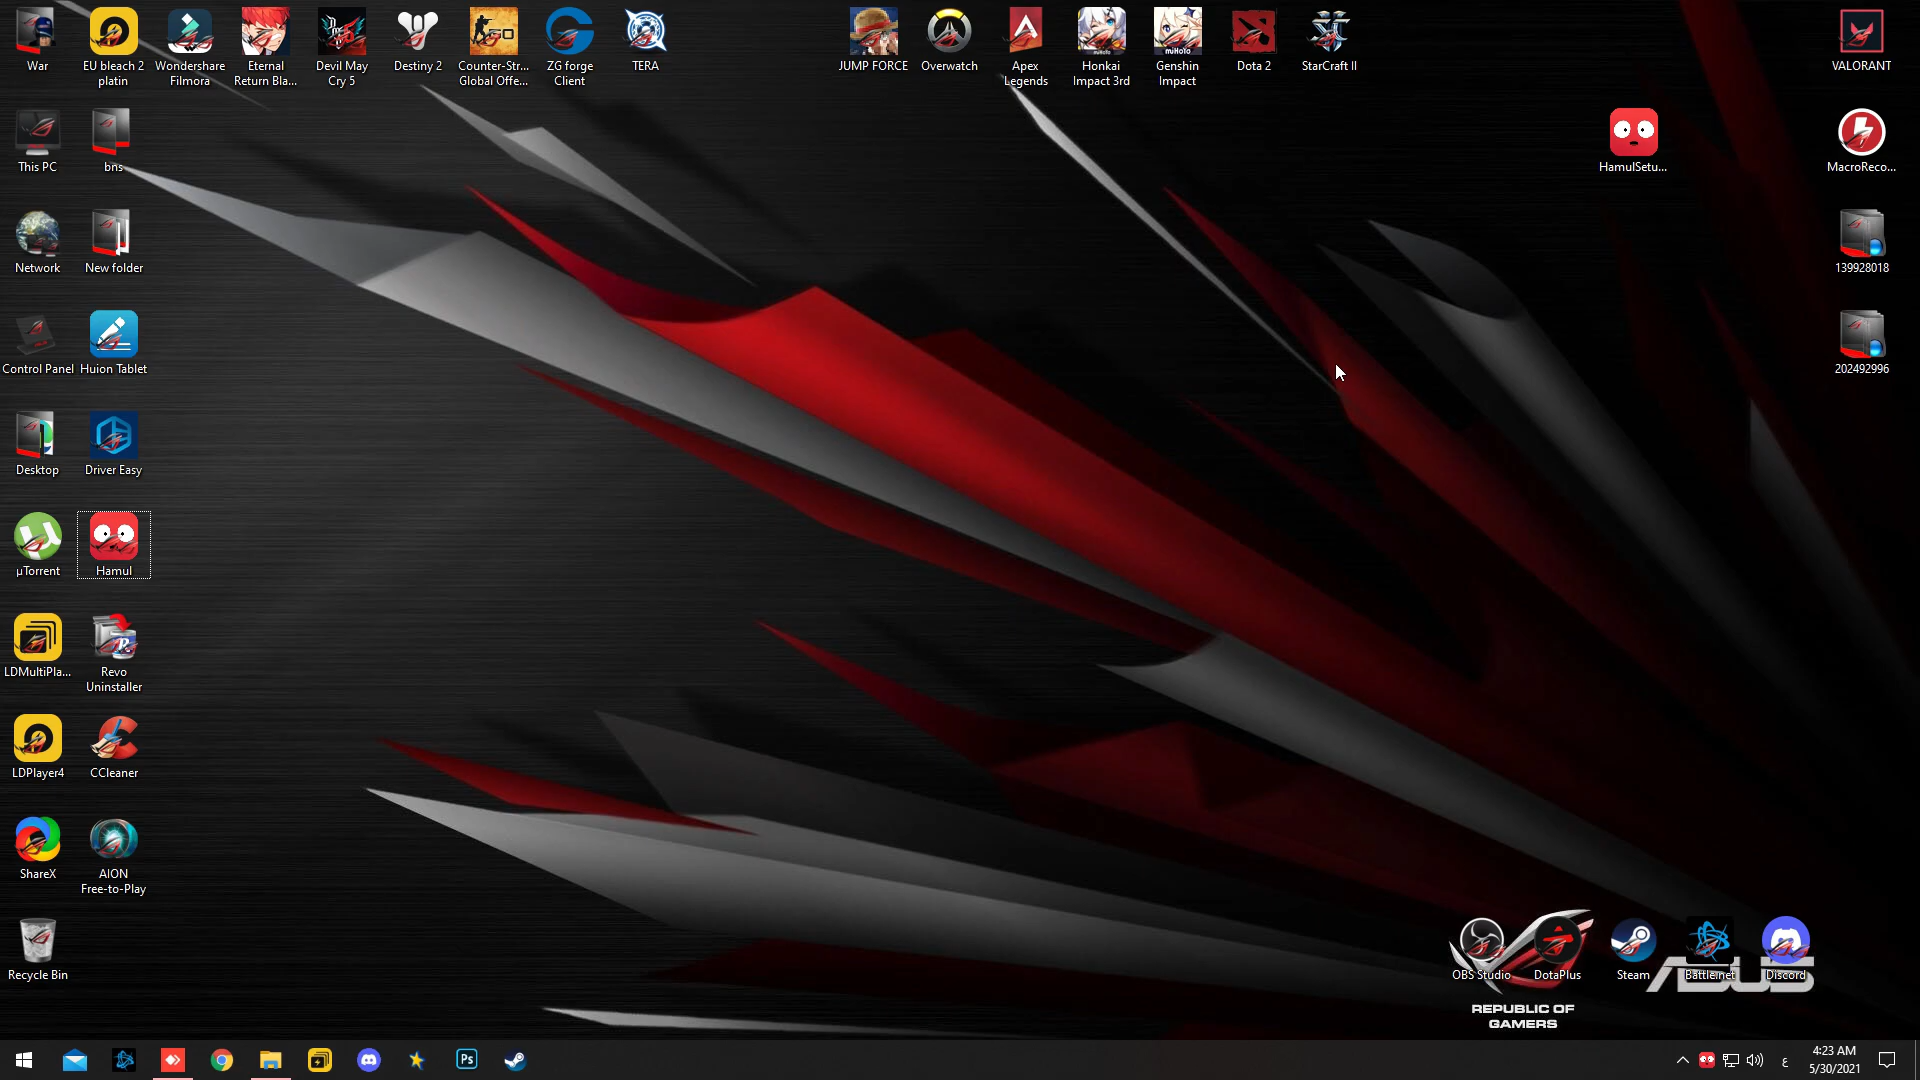 War
EU bleach 2
platin
Wondershare
Filmora
Eternal
Return Bla...
Devil May
Cry 5
Destiny 2
Counter-Str...
Global Offe...
ZG forge
Client
TERA
JUMP FORCE
Overwatch
Apex
Legends
Honkai
Impact 3rd
Genshin
Impact
Dota 2
StarCraft II
VALORANT
This PC
bns
HamulSetu...
MacroReco...
Network
New folder
139928018
Control Panel
Huion Tablet
202492996
Desktop
Driver Easy
µTorrent
Hamul
LDMultiPla...
Revo
Uninstaller
LDPlayer4
CCleaner
ShareX
AION
Free-to-Play
Recycle Bin
OBS Studio
DotaPlus
Steam
Battle.net
Discord
ASUS
REPUBLIC OF
GAMERS
Ps
ع
4:23 AM
5/30/2021